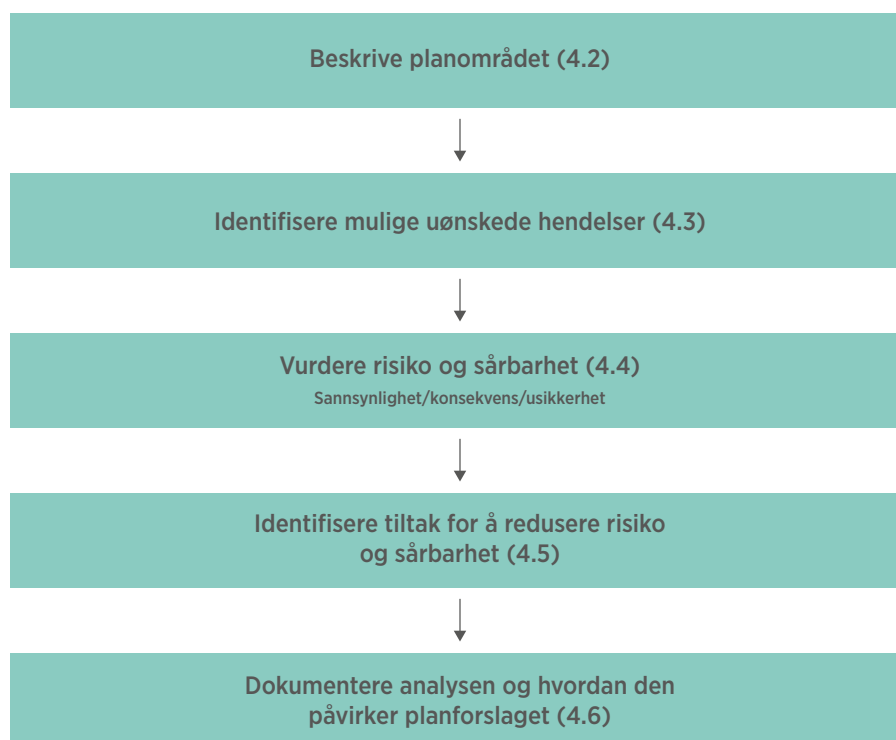 Beskrive planområdet (4.2)
Identifisere mulige uønskede hendelser (4.3)
Vurdere risiko og sårbarhet (4.4)
Sannsynlighet/konsekvens/usikkerhet
Identifisere tiltak for å redusere risiko
og sårbarhet (4.5)
Dokumentere analysen og hvordan den
påvirker planforslaget (4.6)